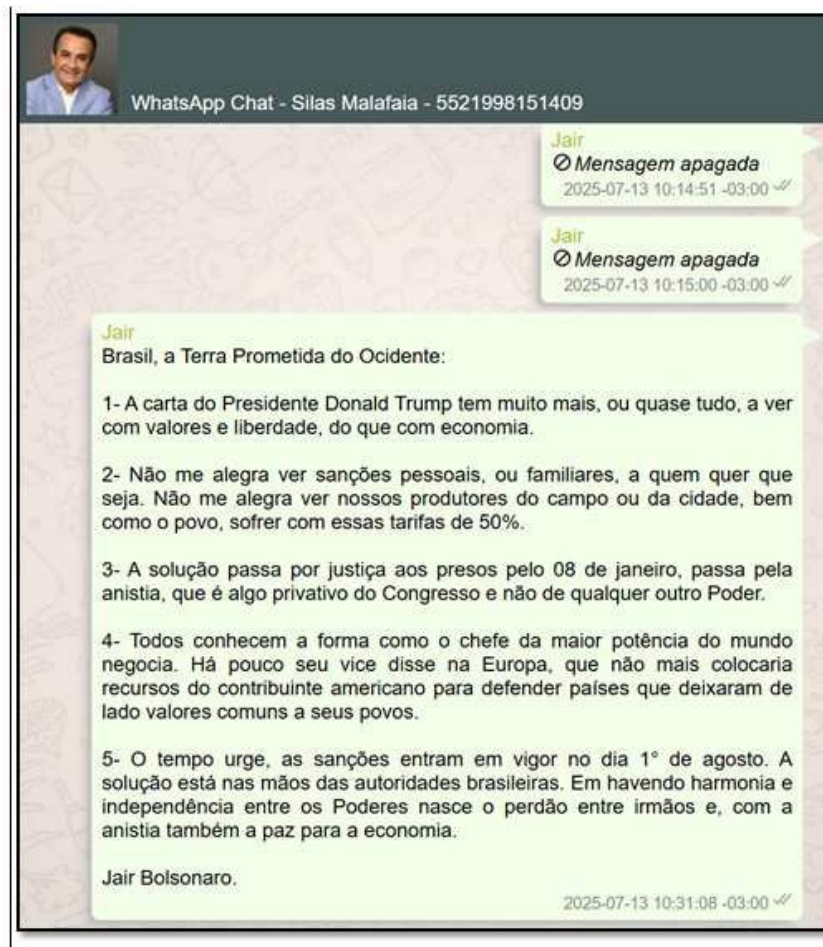 WhatsApp Chat - Silas Malafaia - 5521998151409
Jair
Mensagem apagada
2025-07-13 10:14:51 -03:00
Jair
Mensagem apagada
2025-07-13 10:15:00 -03:00
Jair
Brasil, a Terra Prometida do Ocidente:
1- A carta do Presidente Donald Trump tem muito mais, ou quase tudo, a ver
com valores e liberdade, do que com economia.
2- Não me alegra ver sanções pessoais, ou familiares, a quem quer que
seja. Não me alegra ver nossos produtores do campo ou da cidade, bem
como o povo, sofrer com essas tarifas de 50%.
3- A solução passa por justiça aos presos pelo 08 de janeiro, passa pela
anistia, que é algo privativo do Congresso e não de qualquer outro Poder.
4- Todos conhecem a forma como o chefe da maior potência do mundo
negocia. Há pouco seu vice disse na Europa, que não mais colocaria
recursos do contribuinte americano para defender países que deixaram de
lado valores comuns a seus povos.
5- O tempo urge, as sanções entram em vigor no dia 1° de agosto. A
solução está nas mãos das autoridades brasileiras. Em havendo harmonia e
independência entre os Poderes nasce o perdão entre irmãos e, com a
anistia também a paz para a economia.
Jair Bolsonaro.
2025-07-13 10:31:08 -03:00